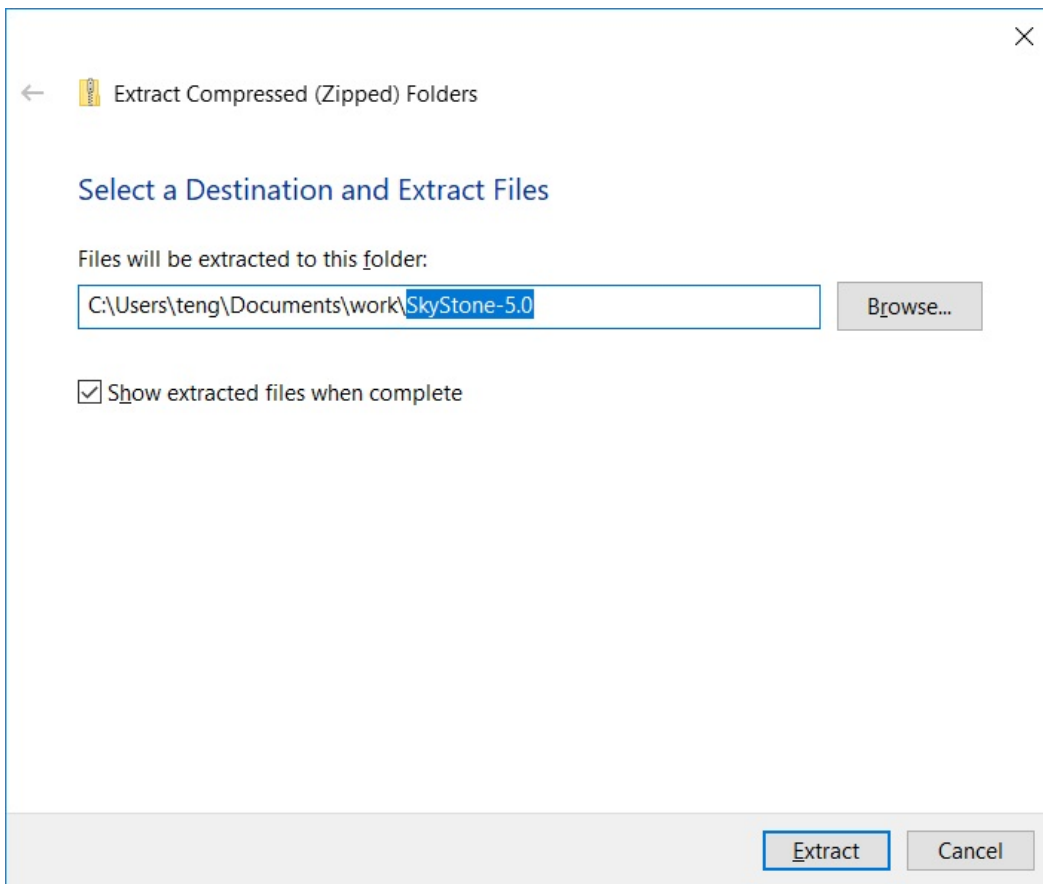 Extract Compressed (Zipped) Folders
Select a Destination and Extract Files
Files will be extracted to this folder:
C:\Users\teng\Documents\work\SkyStone-5.0
Browse...
Show extracted files when complete
Extract
Cancel